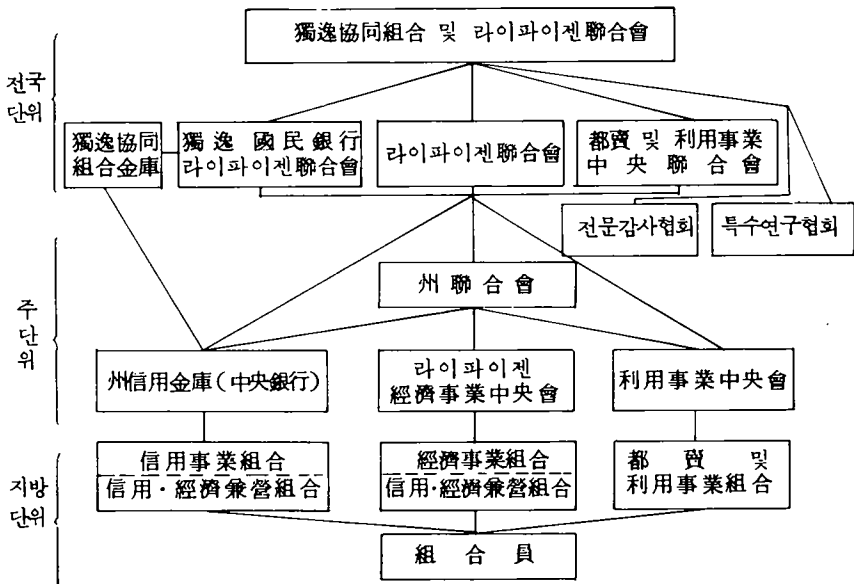 獨逸協同組合 및 라이파이젠聯合會
전국
단위
獨逸協同
組合金庫
獨逸 國民銀行
라이파이젠聯合會
라이파이젠聯合會
都賣 및 利用事業
中央聯合會
전문감사협회
특수연구협회
주
단
위
州聯合會
州信用金庫(中央銀行)
라이파이젠
經濟事業中央會
利用事業中央會
지방
단위
信用事業組合
信用·經濟兼營組合
經濟事業組合
信用·經濟兼營組合
都賣 및
利用事業組合
組合員